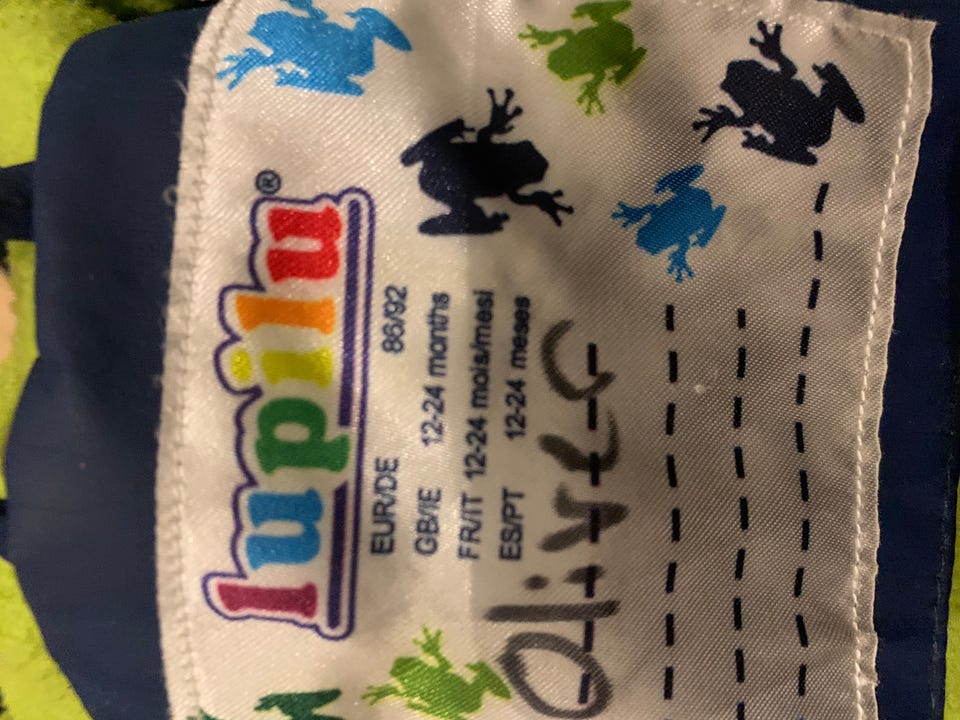 lupilu®
EUR/DE 86/92
GB/IE 12-24 months
FR/IT 12-24 mois/mesi
ES/PT 12-24 meses
Oliver